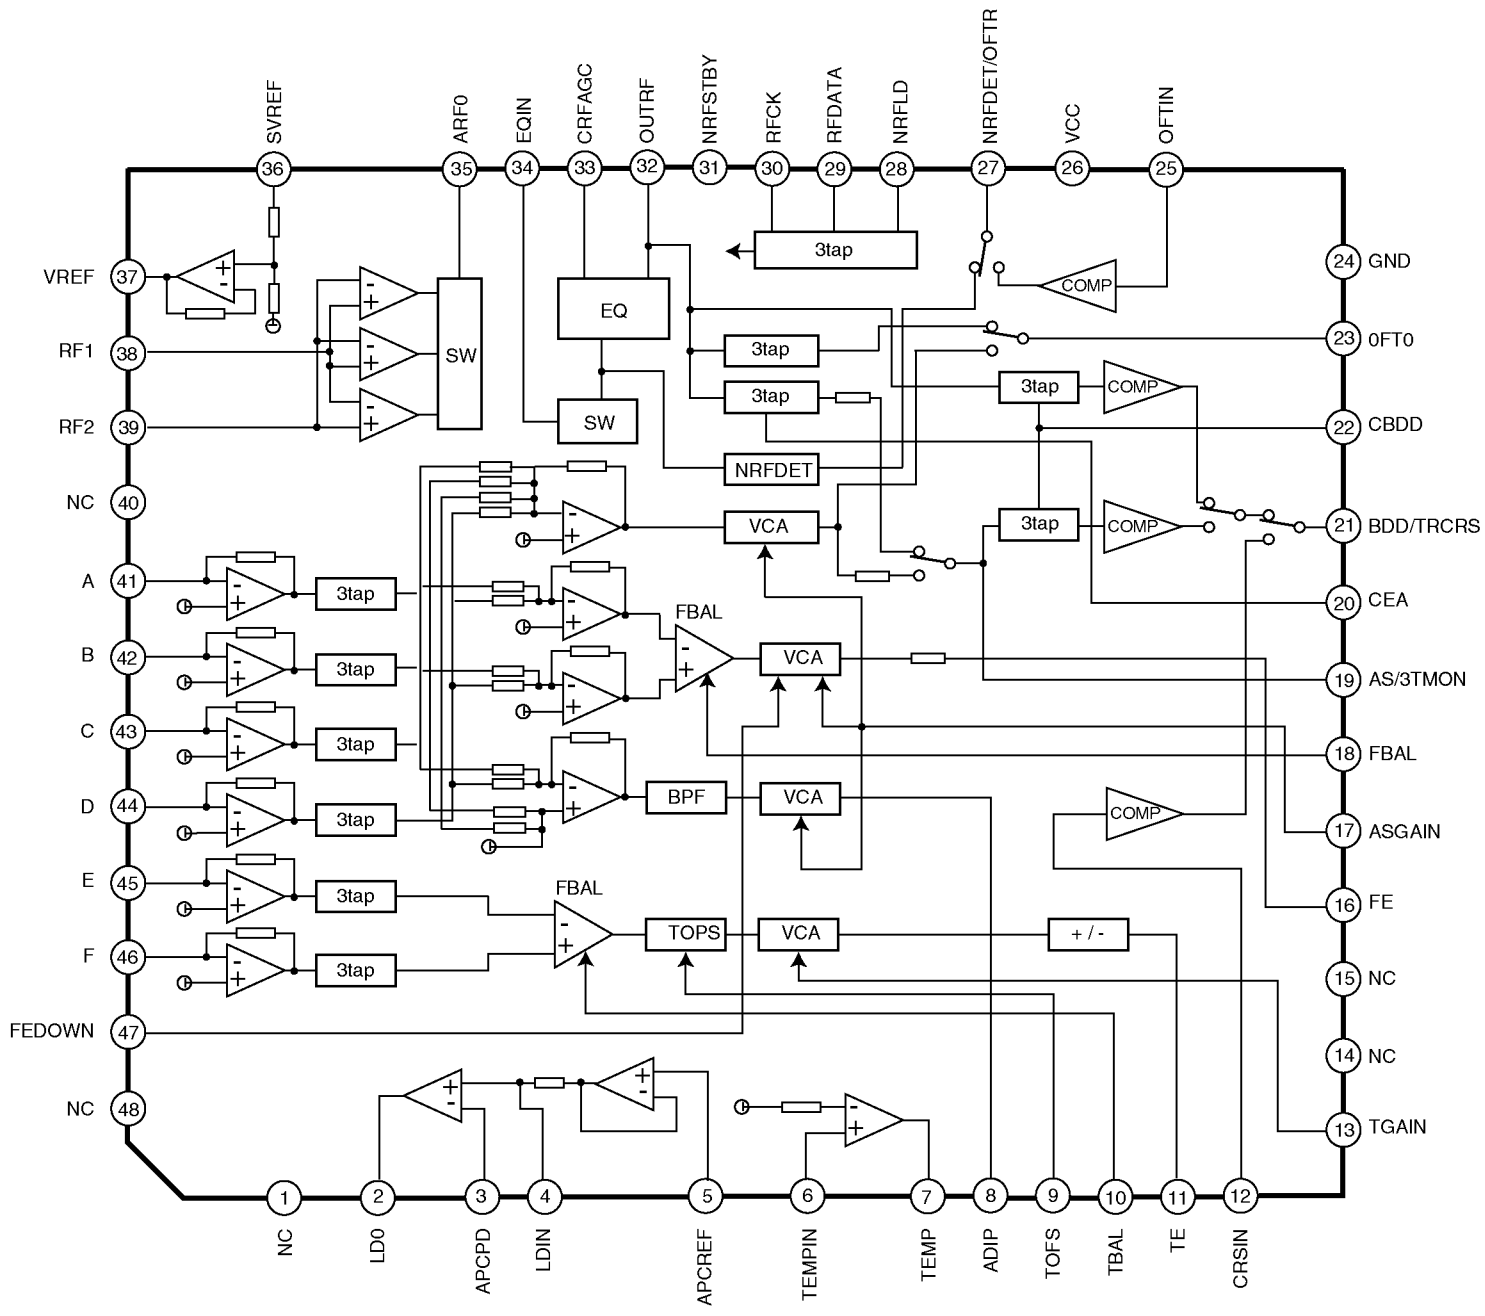 SVREF
ARF0
EQIN
CRFAGC
OUTRF
NRFSTBY
RFCK
RFDATA
NRFLD
NRFDET/OFTR
VCC
OFTIN
36
35
34
33
32
31
30
29
28
27
26
25
VREF 37
+
-
-
+
SW
EQ
3tap
COMP
24 GND
RF1 38
-
+
3tap
23 0FT0
RF2 39
-
+
SW
3tap
3tap
COMP
22 CBDD
NC 40
NRFDET
-
+
VCA
3tap
COMP
21 BDD/TRCRS
A 41
-
+
3tap
-
+
FBAL
20 CEA
B 42
-
+
3tap
-
+
-
+
VCA
19 AS/3TMON
C 43
-
+
3tap
18 FBAL
D 44
-
+
3tap
-
+
BPF
VCA
COMP
17 ASGAIN
E 45
-
+
3tap
FBAL
16 FE
F 46
-
+
3tap
-
+
TOPS
VCA
+ / -
15 NC
FEDOWN 47
14 NC
NC 48
+
-
+
-
-
+
13 TGAIN
1
2
3
4
5
6
7
8
9
10
11
12
NC
LD0
APCPD
LDIN
APCREF
TEMPIN
TEMP
ADIP
TOFS
TBAL
TE
CRSIN